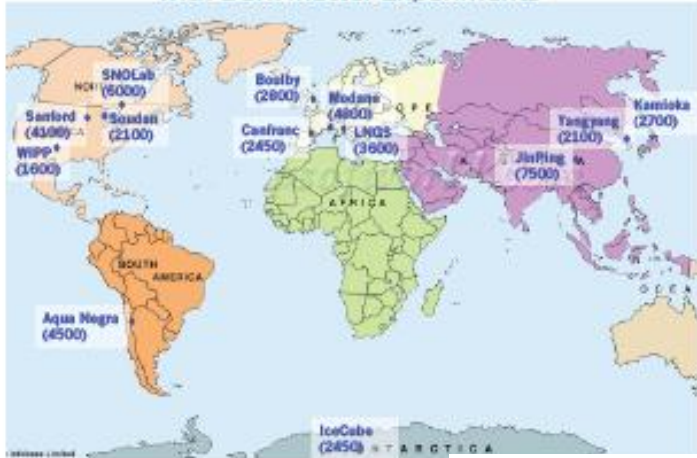 SNOLab
(6000)
Sanford
(4100)
Soudan
(2100)
WIPP
(1600)
Boulby
(2800)
Modane
(4800)
Canfranc
(2450)
LNGS
(3600)
Kamioka
(2700)
Yangyang
(2100)
JinPing
(7500)
AFRICA
SOUTH
AMERICA
Aqua Negra
(4500)
IceCube
(2450)